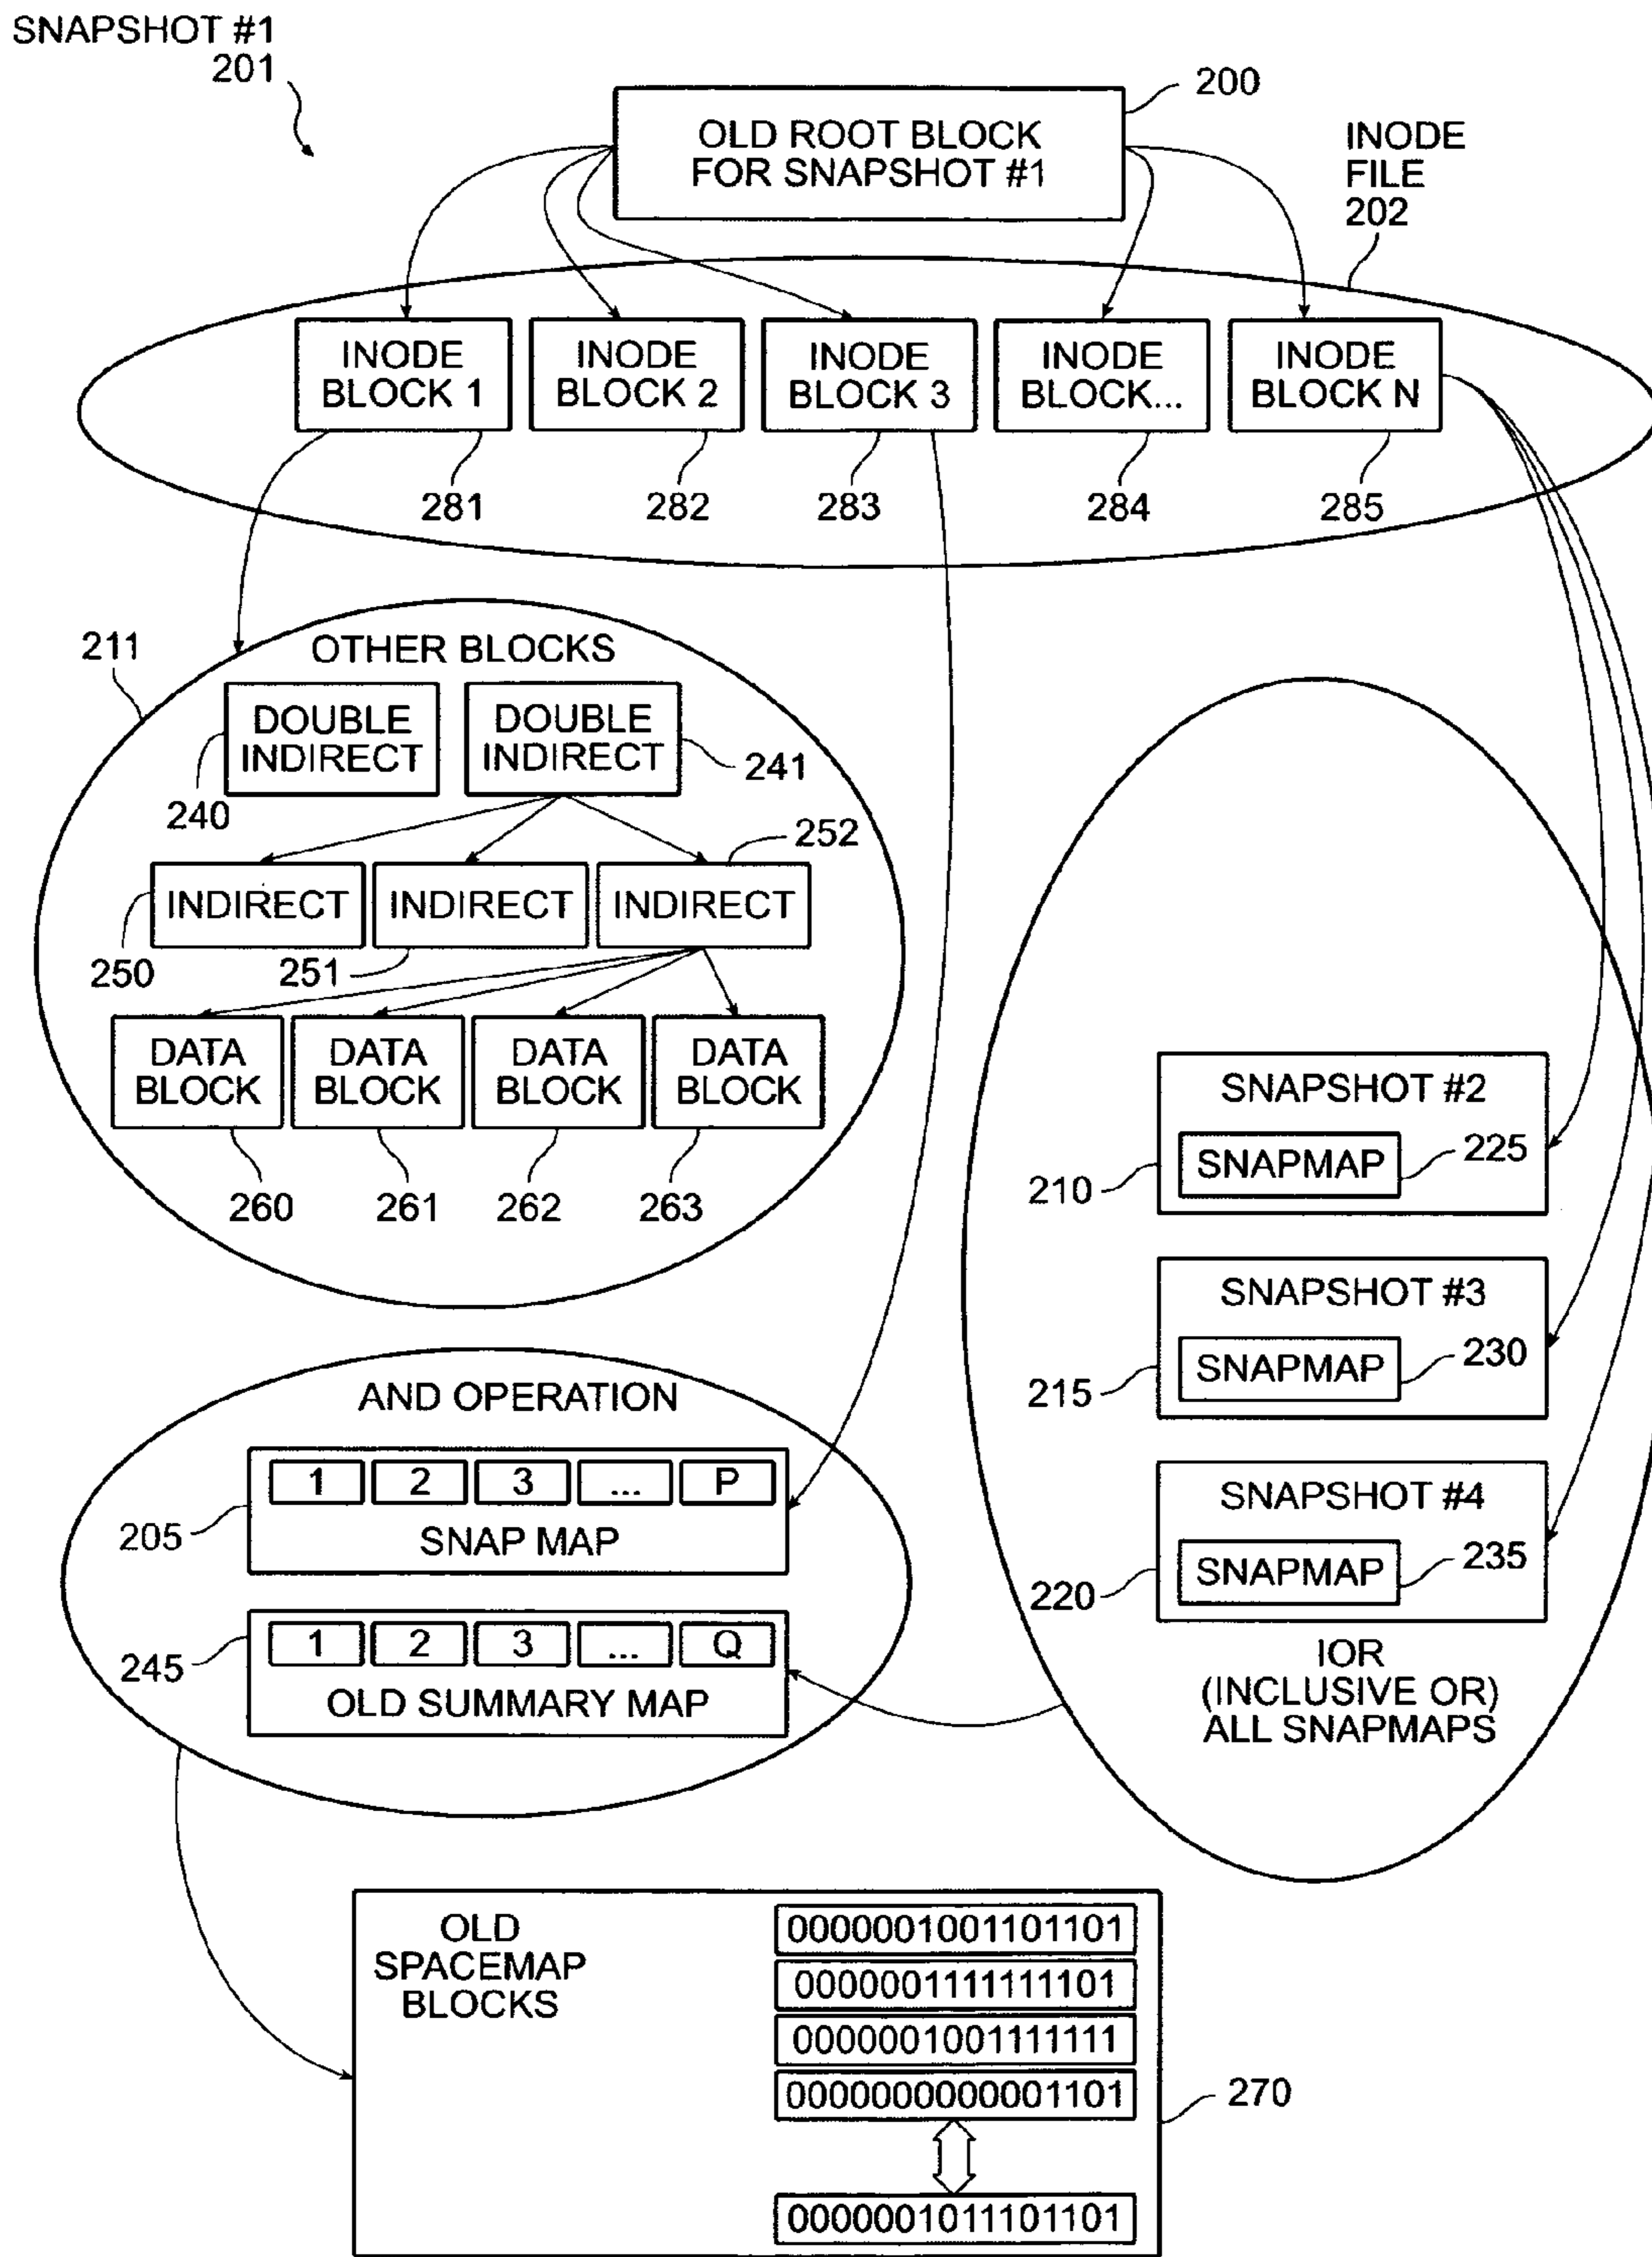 SNAPSHOT #1
201
200
OLD ROOT BLOCK
FOR SNAPSHOT #1
INODE
FILE
202
INODE
BLOCK 1
INODE
BLOCK 2
INODE
BLOCK 3
INODE
BLOCK...
INODE
BLOCK N
281
282
283
284
285
211
OTHER BLOCKS
DOUBLE
INDIRECT
DOUBLE
INDIRECT
240
241
252
INDIRECT
INDIRECT
INDIRECT
250
251
DATA
BLOCK
DATA
BLOCK
DATA
BLOCK
DATA
BLOCK
260
261
262
263
SNAPSHOT #2
SNAPMAP
225
210
SNAPSHOT #3
SNAPMAP
230
215
SNAPSHOT #4
SNAPMAP
235
220
IOR
(INCLUSIVE OR)
ALL SNAPMAPS
AND OPERATION
1 2 3 ... P
SNAP MAP
205
1 2 3 ... Q
OLD SUMMARY MAP
245
OLD
SPACEMAP
BLOCKS
0000001001101101
0000001111111101
0000001001111111
0000000000001101
0000001011101101
270